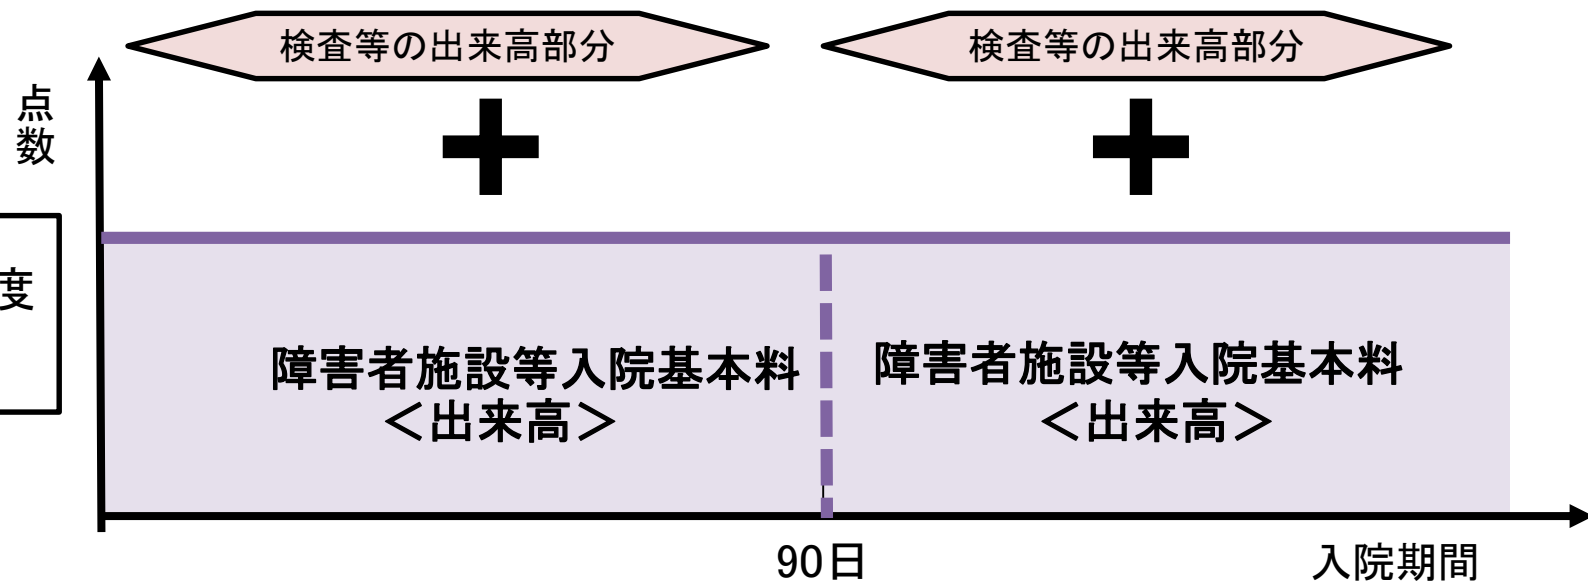 検査等の出来高部分
検査等の出来高部分
点数
度
障害者施設等入院基本料
<出来高>
障害者施設等入院基本料
<出来高>
90日
入院期間